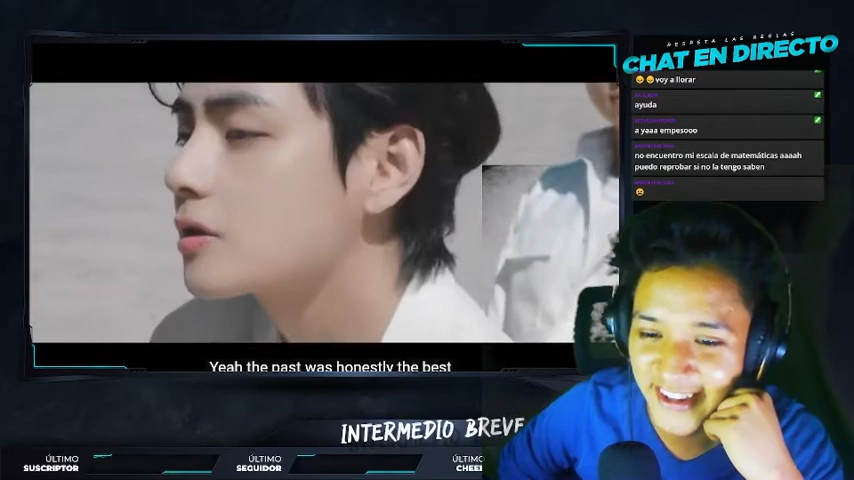 RESPETA LAS REGLAS
CHAT EN DIRECTO
voy a llorar
ayuda
a yaaa empesooo
no encuentro mi escala de matemáticas aaaah
puedo reprobar si no la tengo saben
Yeah the past was honestly the best
INTERMEDIO BREVE
ÚLTIMO
SUSCRIPTOR
ÚLTIMO
SEGUIDOR
ÚLTIMO
CHEE